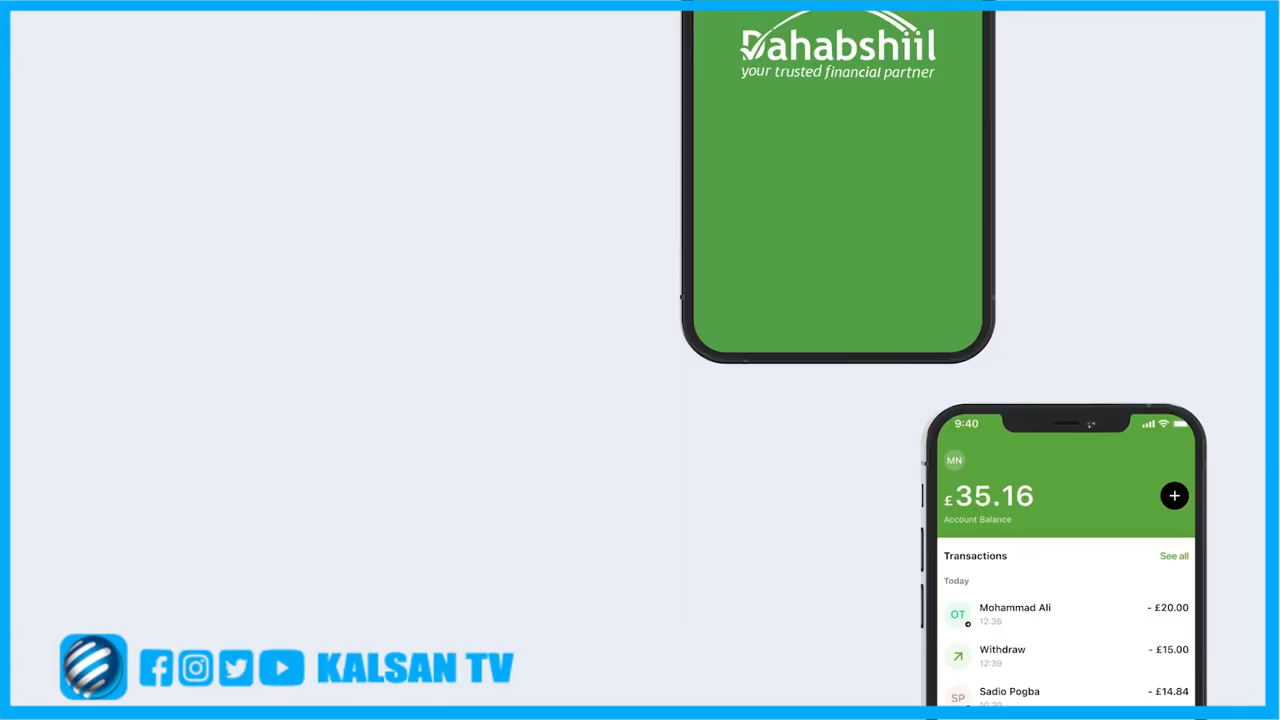 Dahabshiil
your trusted financial partner
9:40
MN
£35.16
Account Balance
Transactions
See all
Today
OT
Mohammad Ali
- £20.00
12:36
Withdraw
- £15.00
12:39
SP
Sadio Pogba
- £14.84
KALSAN TV